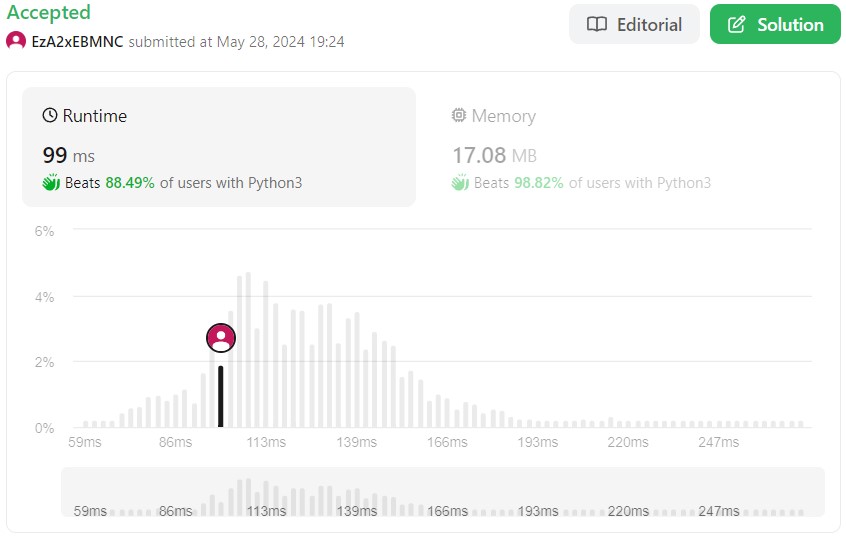 Accepted
Editorial
Solution
EzA2xEBMNC submitted at May 28, 2024 19:24
Runtime
Memory
99 ms
17.08 MB
Beats 88.49% of users with Python3
Beats 98.82% of users with Python3
6%
4%
2%
0%
59ms 86ms 113ms 139ms 166ms 193ms 220ms 247ms
59ms 86ms 113ms 139ms 166ms 193ms 220ms 247ms